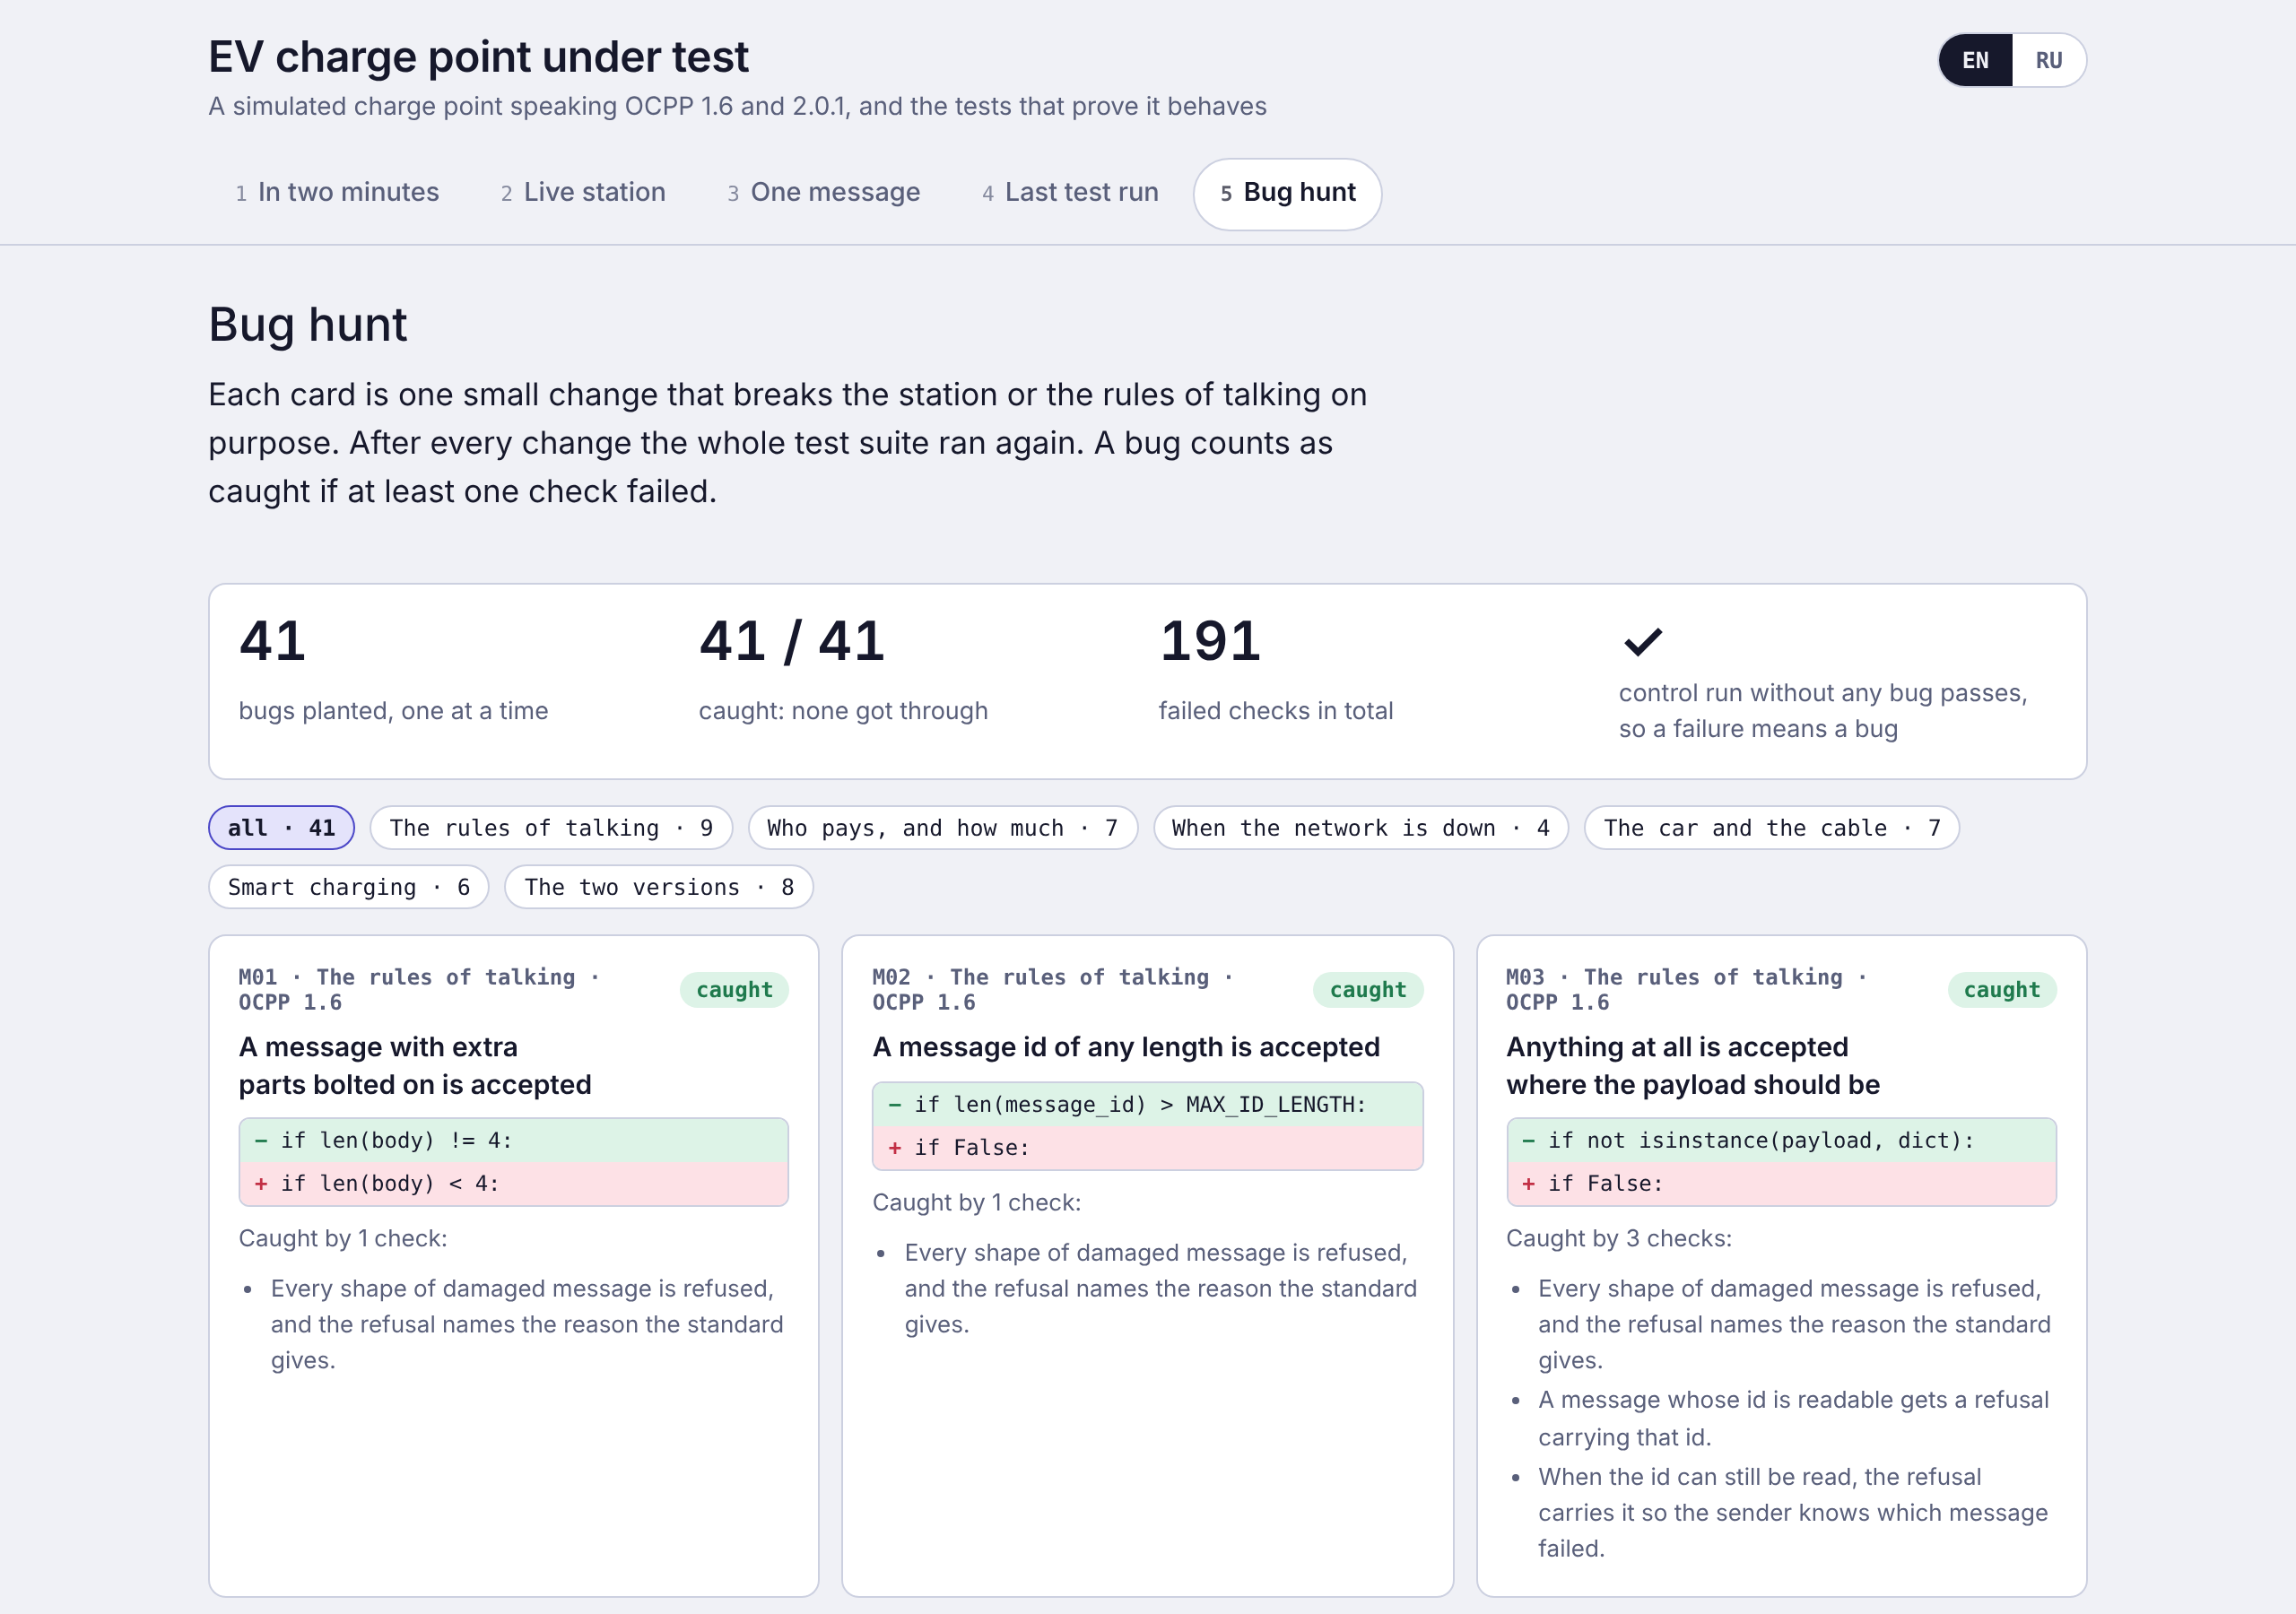 EV charge point under test
EN RU
A simulated charge point speaking OCPP 1.6 and 2.0.1, and the tests that prove it behaves
1 In two minutes 2 Live station 3 One message 4 Last test run 5 Bug hunt
Bug hunt
Each card is one small change that breaks the station or the rules of talking on
purpose. After every change the whole test suite ran again. A bug counts as
caught if at least one check failed.
41
bugs planted, one at a time
41 / 41
caught: none got through
191
failed checks in total
✓
control run without any bug passes,
so a failure means a bug
all · 41 The rules of talking · 9 Who pays, and how much · 7 When the network is down · 4 The car and the cable · 7
Smart charging · 6 The two versions · 8
M01 · The rules of talking ·
OCPP 1.6
caught
A message with extra
parts bolted on is accepted
− if len(body) != 4:
+ if len(body) < 4:
Caught by 1 check:
• Every shape of damaged message is refused,
and the refusal names the reason the standard
gives.
M02 · The rules of talking ·
OCPP 1.6
caught
A message id of any length is accepted
− if len(message_id) > MAX_ID_LENGTH:
+ if False:
Caught by 1 check:
• Every shape of damaged message is refused,
and the refusal names the reason the standard
gives.
M03 · The rules of talking ·
OCPP 1.6
caught
Anything at all is accepted
where the payload should be
− if not isinstance(payload, dict):
+ if False:
Caught by 3 checks:
• Every shape of damaged message is refused,
and the refusal names the reason the standard
gives.
• A message whose id is readable gets a refusal
carrying that id.
• When the id can still be read, the refusal
carries it so the sender knows which message
failed.